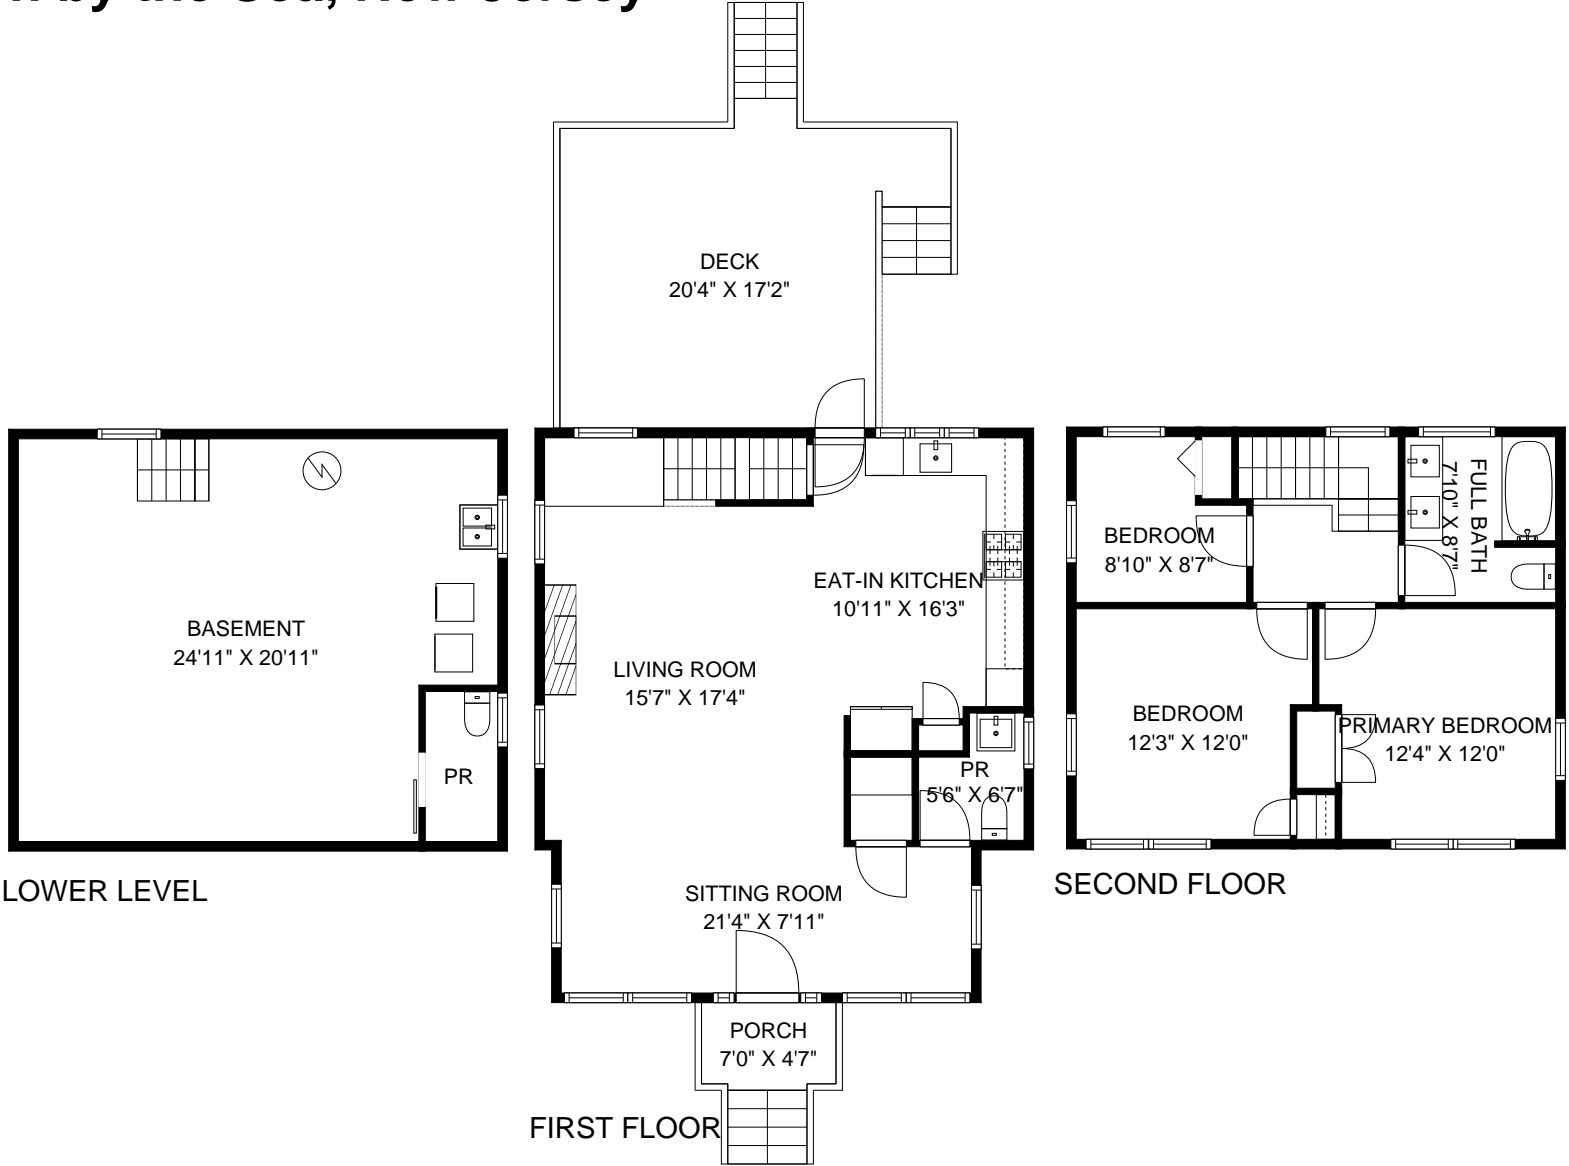 by the Sea, New Jersey
DECK
20'4" X 17'2"
BASEMENT
24'11" X 20'11"
PR
LOWER LEVEL
EAT-IN KITCHEN
10'11" X 16'3"
LIVING ROOM
15'7" X 17'4"
PR
5'6" X 6'7"
SITTING ROOM
21'4" X 7'11"
PORCH
7'0" X 4'7"
FIRST FLOOR
BEDROOM
8'10" X 8'7"
FULL BATH
7'10" X 8'7"
BEDROOM
12'3" X 12'0"
PRIMARY BEDROOM
12'4" X 12'0"
SECOND FLOOR